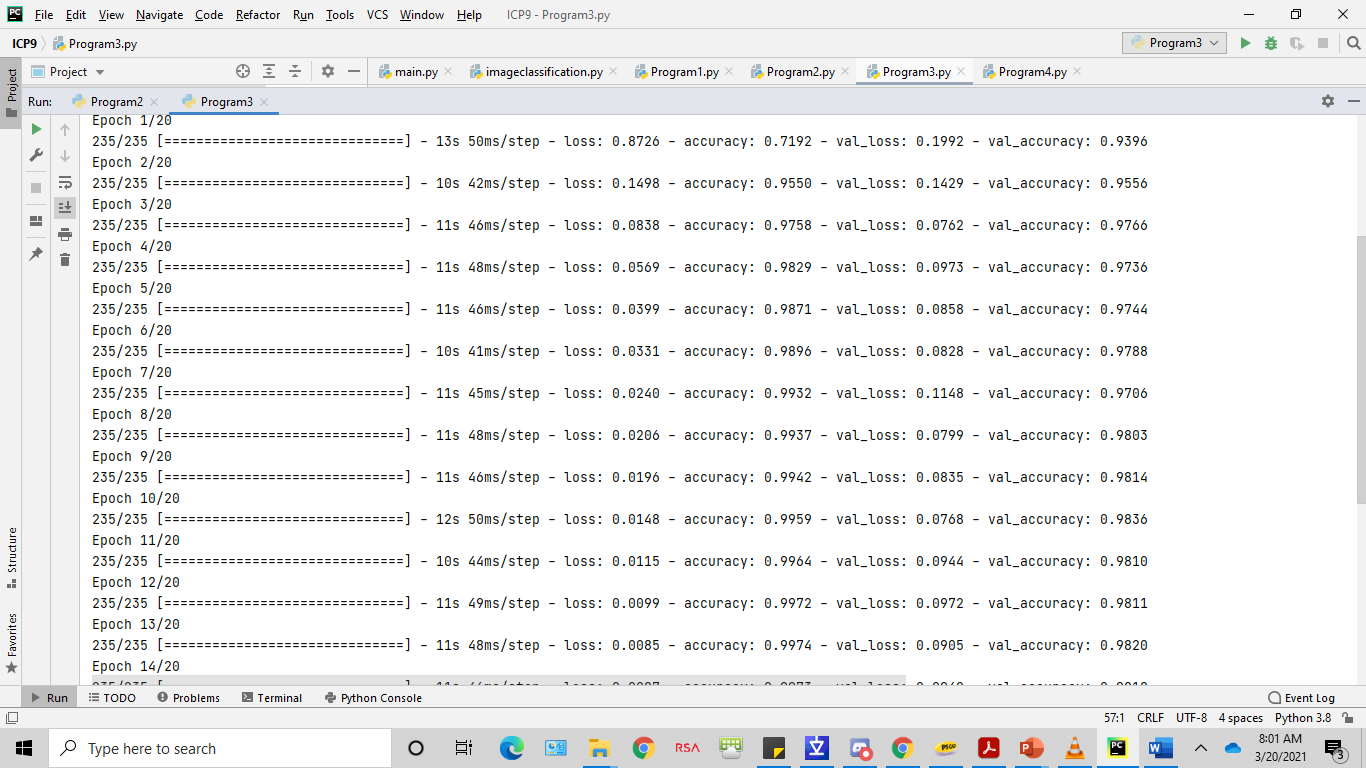 File Edit View Navigate Code Refactor Run Tools VCS Window Help ICP9 - Program3.py
ICP9 Program3.py Program3
Project main.py imageclassification.py Program1.py Program2.py Program3.py Program4.py
Run: Program2 Program3
Epoch 1/20
235/235 [==============================] - 13s 50ms/step - loss: 0.8726 - accuracy: 0.7192 - val_loss: 0.1992 - val_accuracy: 0.9396
Epoch 2/20
235/235 [==============================] - 10s 42ms/step - loss: 0.1498 - accuracy: 0.9550 - val_loss: 0.1429 - val_accuracy: 0.9556
Epoch 3/20
235/235 [==============================] - 11s 46ms/step - loss: 0.0838 - accuracy: 0.9758 - val_loss: 0.0762 - val_accuracy: 0.9766
Epoch 4/20
235/235 [==============================] - 11s 48ms/step - loss: 0.0569 - accuracy: 0.9829 - val_loss: 0.0973 - val_accuracy: 0.9736
Epoch 5/20
235/235 [==============================] - 11s 46ms/step - loss: 0.0399 - accuracy: 0.9871 - val_loss: 0.0858 - val_accuracy: 0.9744
Epoch 6/20
235/235 [==============================] - 10s 41ms/step - loss: 0.0331 - accuracy: 0.9896 - val_loss: 0.0828 - val_accuracy: 0.9788
Epoch 7/20
235/235 [==============================] - 11s 45ms/step - loss: 0.0240 - accuracy: 0.9932 - val_loss: 0.1148 - val_accuracy: 0.9706
Epoch 8/20
235/235 [==============================] - 11s 48ms/step - loss: 0.0206 - accuracy: 0.9937 - val_loss: 0.0799 - val_accuracy: 0.9803
Epoch 9/20
235/235 [==============================] - 11s 46ms/step - loss: 0.0196 - accuracy: 0.9942 - val_loss: 0.0835 - val_accuracy: 0.9814
Epoch 10/20
235/235 [==============================] - 12s 50ms/step - loss: 0.0148 - accuracy: 0.9959 - val_loss: 0.0768 - val_accuracy: 0.9836
Epoch 11/20
235/235 [==============================] - 10s 44ms/step - loss: 0.0115 - accuracy: 0.9964 - val_loss: 0.0944 - val_accuracy: 0.9810
Epoch 12/20
235/235 [==============================] - 11s 49ms/step - loss: 0.0099 - accuracy: 0.9972 - val_loss: 0.0972 - val_accuracy: 0.9811
Epoch 13/20
235/235 [==============================] - 11s 48ms/step - loss: 0.0085 - accuracy: 0.9974 - val_loss: 0.0905 - val_accuracy: 0.9820
Epoch 14/20
Project
Structure
Favorites
Run TODO Problems Terminal Python Console Event Log
57:1 CRLF UTF-8 4 spaces Python 3.8
Type here to search RSA 8:01 AM
3/20/2021
3